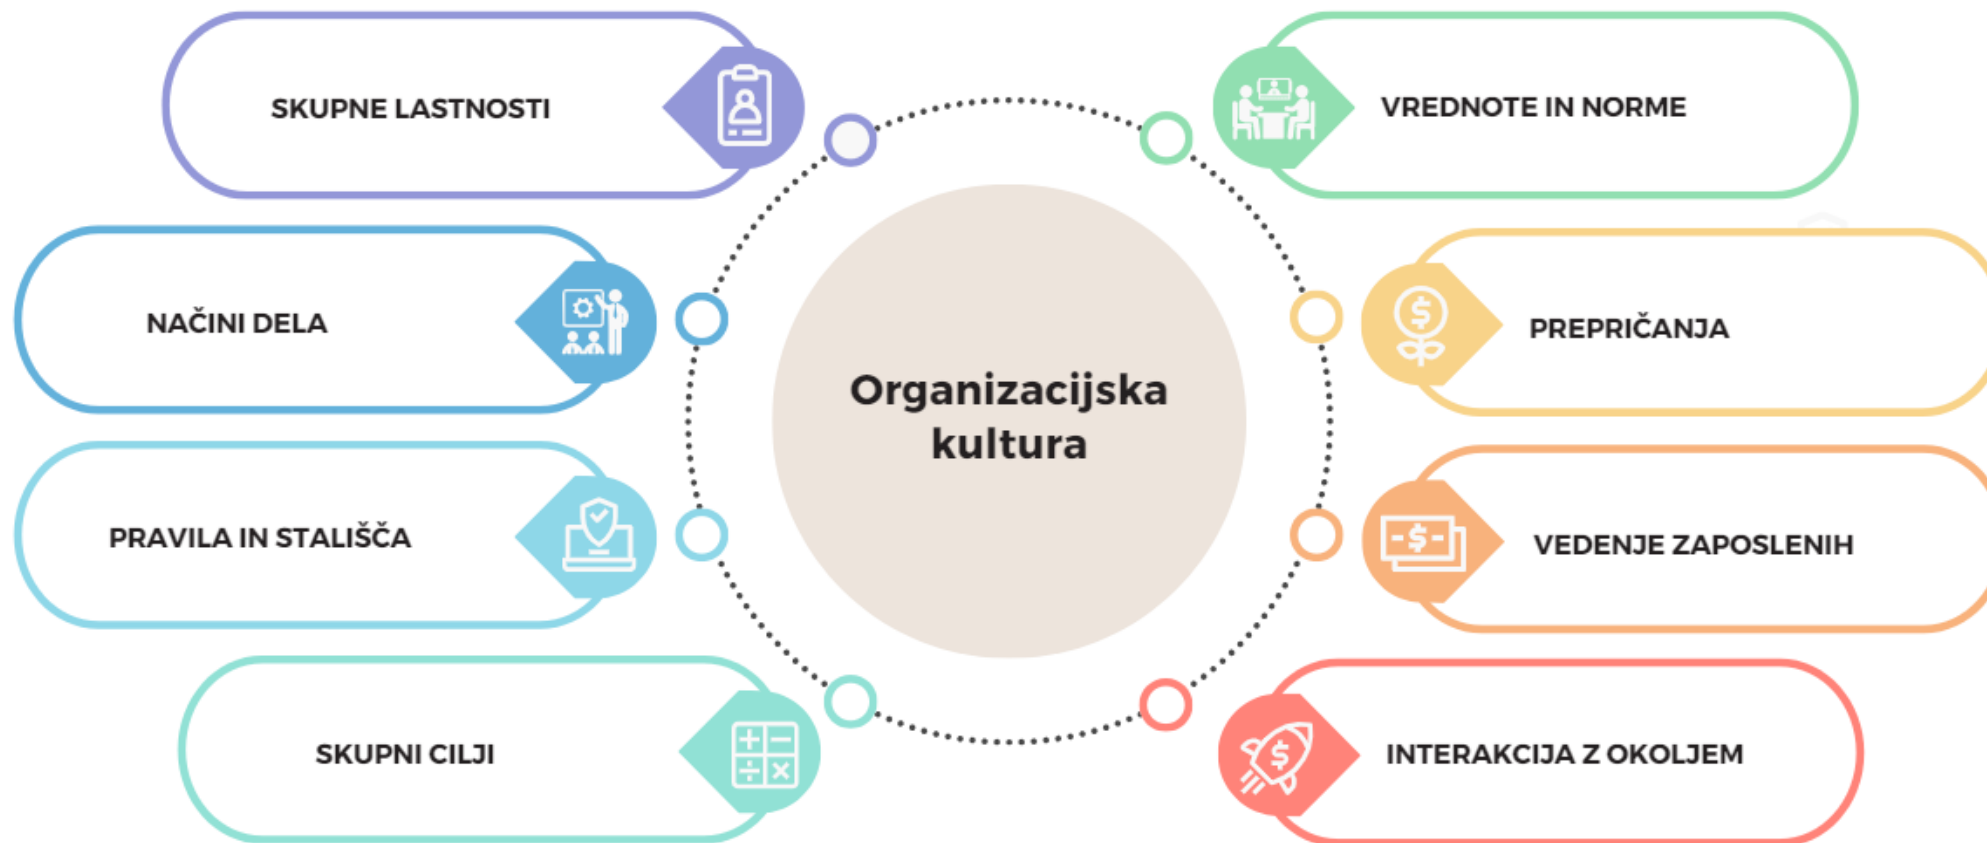 SKUPNE LASTNOSTI
VREDNOTE IN NORME
NAČINI DELA
PREPRIČANJA
Organizacijska
kultura
PRAVILA IN STALIŠČA
VEDENJE ZAPOSLENIH
SKUPNI CILJI
INTERAKCIJA Z OKOLJEM